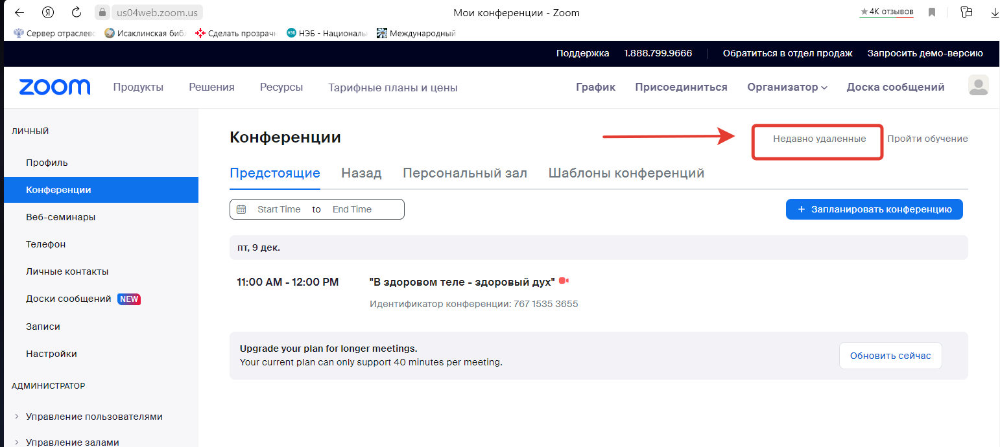 us04web.zoom.us Мои конференции - Zoom ★ 4K отзывов
Сервер отраслевс Исаклинская биб Сделать прозрачн НЭБ - Националь Международный
Поддержка 1.888.799.9666 Обратиться в отдел продаж Запросить демо-версию
zoom Продукты Решения Ресурсы Тарифные планы и цены График Присоединиться Организатор Доска сообщений
ЛИЧНЫЙ
Профиль
Конференции
Веб-семинары
Телефон
Личные контакты
Доски сообщений NEW
Записи
Настройки
АДМИНИСТРАТОР
Управление пользователями
Управление залами
Конференции Недавно удаленные Пройти обучение
Предстоящие Назад Персональный зал Шаблоны конференций
Start Time to End Time + Запланировать конференцию
пт, 9 дек.
11:00 AM - 12:00 PM "В здоровом теле - здоровый дух"
Идентификатор конференции: 767 1535 3655
Upgrade your plan for longer meetings.
Your current plan can only support 40 minutes per meeting.
Обновить сейчас